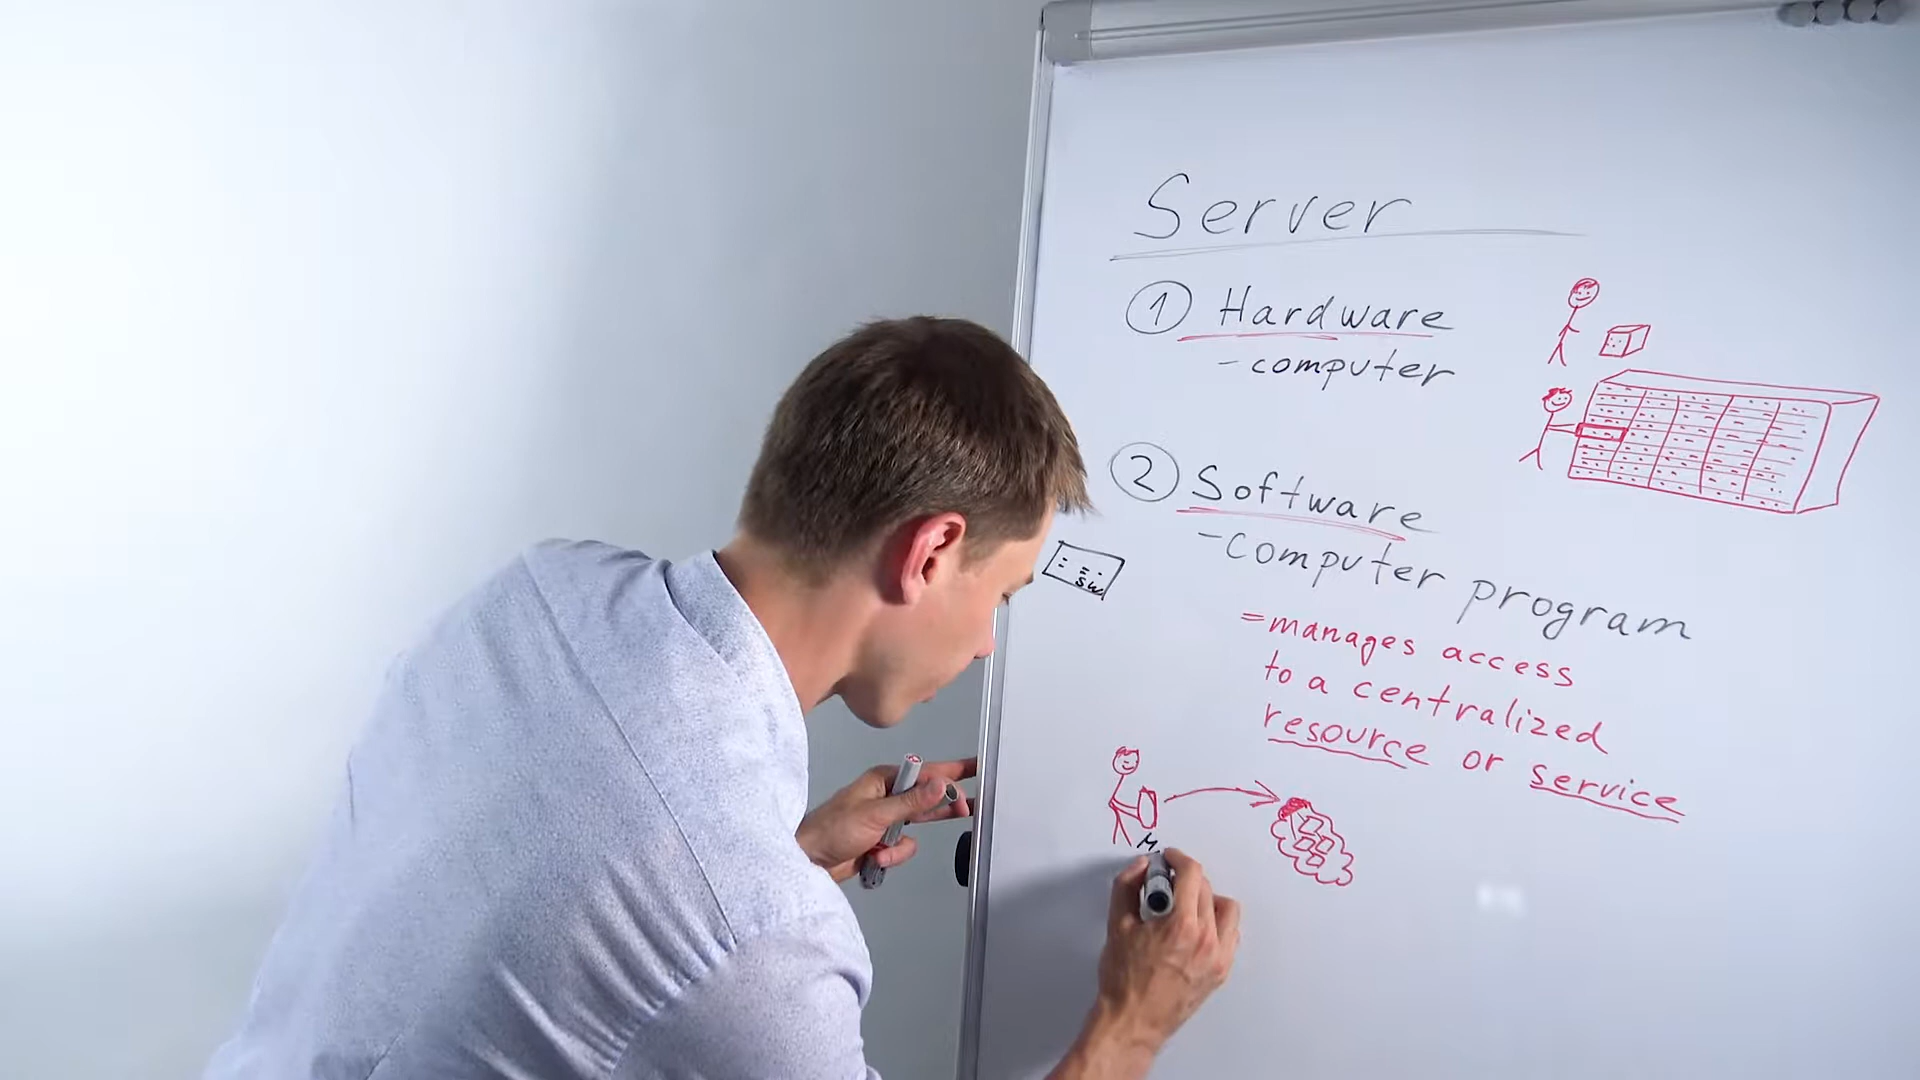 Server
1 Hardware
- computer
2 Software
- computer program
sw
= manages access
to a centralized
resource or service
M